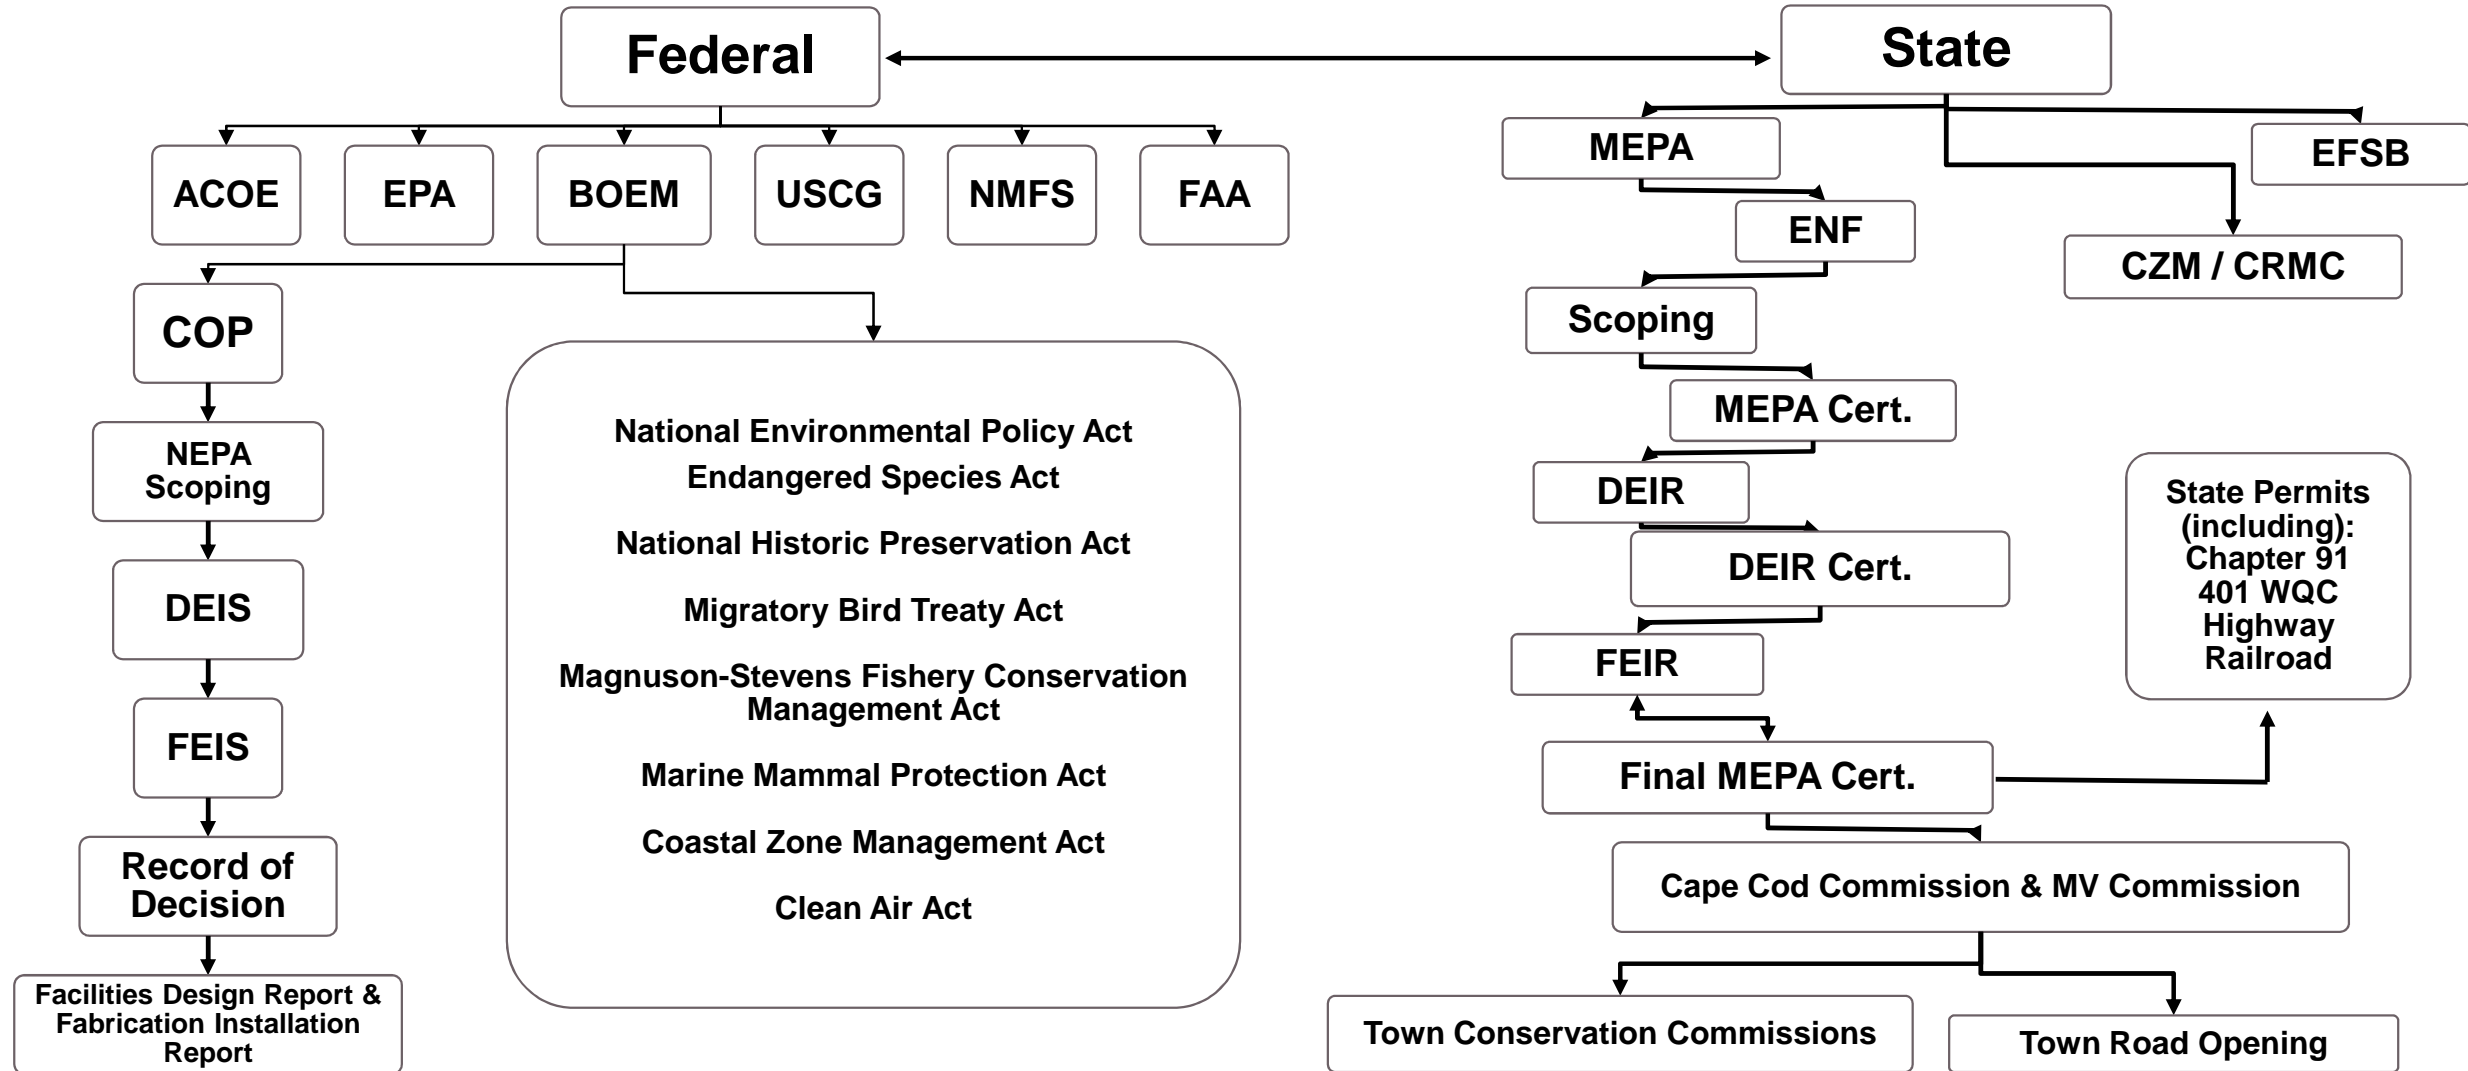 Federal
State
ACOE
EPA
BOEM
USCG
NMFS
FAA
MEPA
EFSB
ENF
CZM / CRMC
COP
Scoping
MEPA Cert.
NEPA
Scoping
DEIS
FEIS
Record of
Decision
Facilities Design Report &
Fabrication Installation
Report
National Environmental Policy Act
Endangered Species Act
National Historic Preservation Act
Migratory Bird Treaty Act
Magnuson-Stevens Fishery Conservation
Management Act
Marine Mammal Protection Act
Coastal Zone Management Act
Clean Air Act
DEIR
DEIR Cert.
FEIR
Final MEPA Cert.
State Permits
(including):
Chapter 91
401 WQC
Highway
Railroad
Cape Cod Commission & MV Commission
Town Conservation Commissions
Town Road Opening